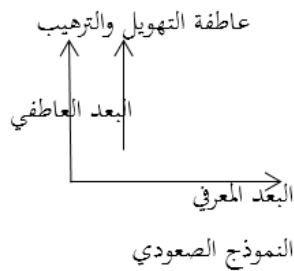 عاطفة التهويل والترهيب
البعد العاطفي
البعد المعرفي
النموذج الصعودي